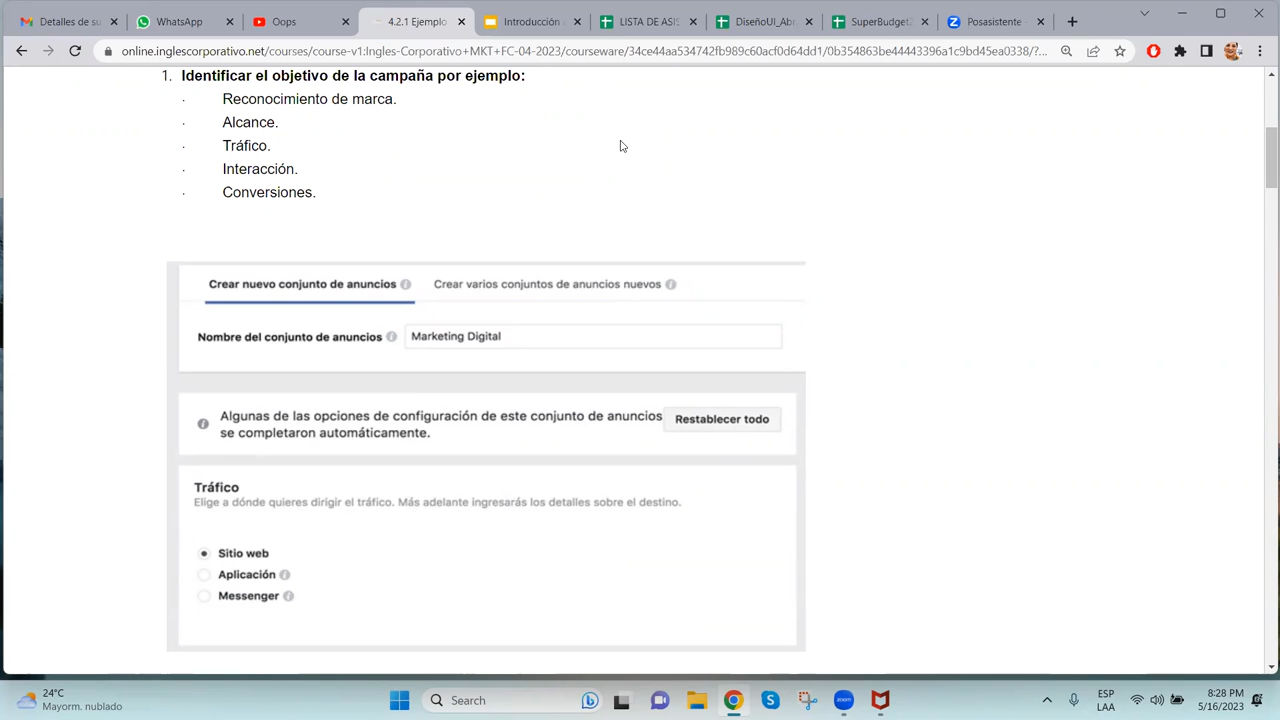 Detalles de su
WhatsApp
Oops
4.2.1 Ejemplo
Introducción
LISTA DE ASIS
DiseñoUI_Abr
SuperBudget2
Posasistente -
online.inglescorporativo.net/courses/course-v1:Ingles-Corporativo+MKT+FC-04-2023/courseware/34ce44aa534742fb989c60acf0d64dd1/0b354863be44443396a1c9bd45ea0338/?...
1. Identificar el objetivo de la campaña por ejemplo:
· Reconocimiento de marca.
· Alcance.
· Tráfico.
· Interacción.
· Conversiones.
Crear nuevo conjunto de anuncios
Crear varios conjuntos de anuncios nuevos
Nombre del conjunto de anuncios
Marketing Digital
Algunas de las opciones de configuración de este conjunto de anuncios
se completaron automáticamente.
Restablecer todo
Tráfico
Elige a dónde quieres dirigir el tráfico. Más adelante ingresarás los detalles sobre el destino.
Sitio web
Aplicación
Messenger
24°C
Mayorm. nublado
Search
zoom
ESP
LAA
8:28 PM
5/16/2023